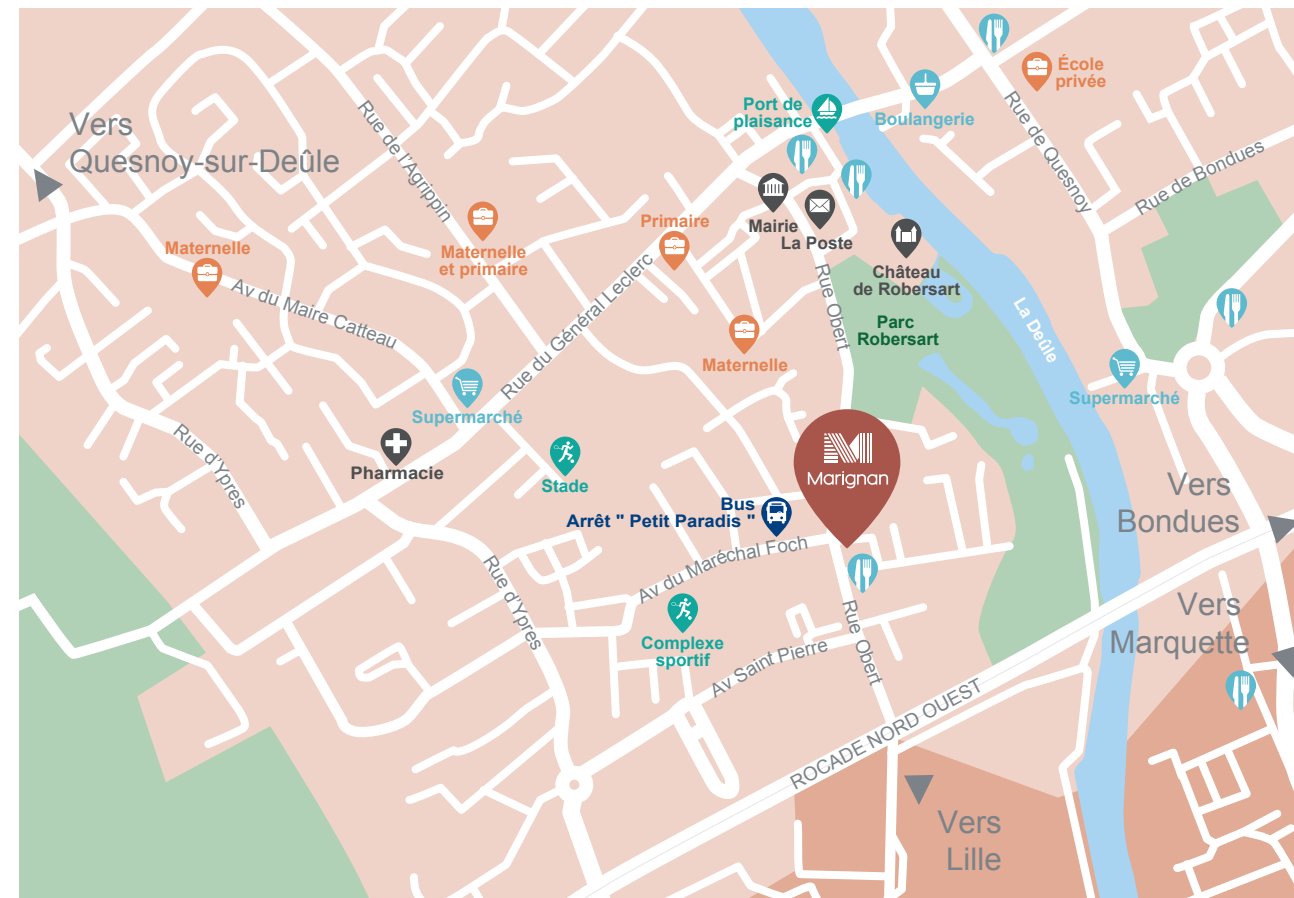 École
privée
Port de
plaisance
Boulangerie
Vers
Quesnoy-sur-Deûle
Rue de l'Agrippin
Rue de Quesnoy
Rue de Bondues
Maternelle
Maternelle
et primaire
Primaire
Mairie
La Poste
Château
de Robersart
Av du Maire Catteau
Rue du Général Leclerc
Rue Obert
Parc
Robersart
La Deûle
Maternelle
Supermarché
Supermarché
Rue d'Ypres
Pharmacie
Stade
Marignan
Bus
Arrêt " Petit Paradis "
Vers
Bondues
Rue d'Ypres
Av du Maréchal Foch
Vers
Marquette
Complexe
sportif
Av Saint Pierre
Rue Obert
ROCADE NORD OUEST
Vers
Lille